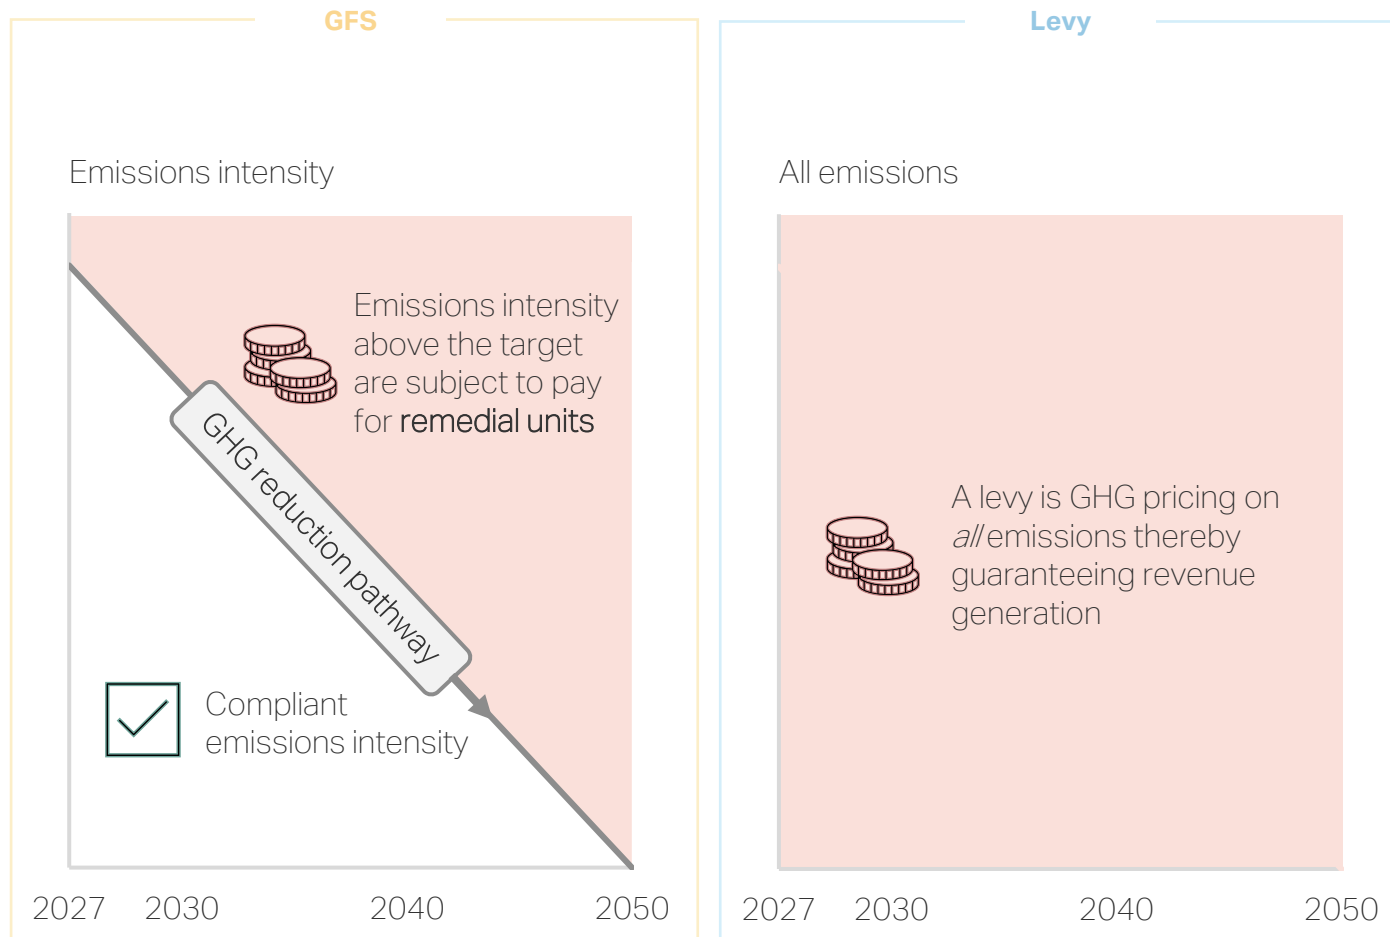 GFS
Emissions intensity
Emissions intensity
above the target
are subject to pay
for remedial units
GHG reduction pathway
Compliant
emissions intensity
2027 2030 2040 2050
Levy
All emissions
A levy is GHG pricing on
all emissions thereby
guaranteeing revenue
generation
2027 2030 2040 2050